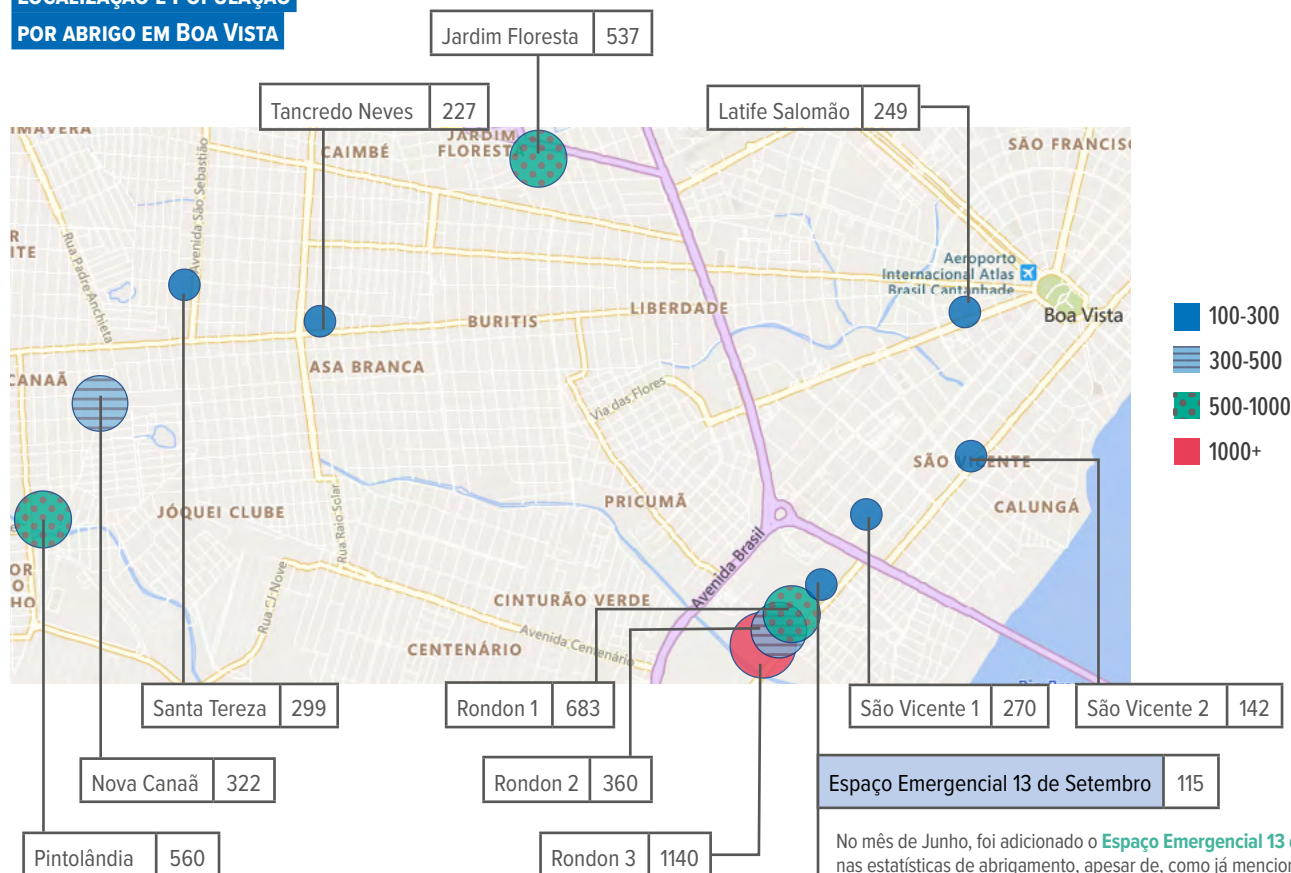 POR ABRIGO EM BOA VISTA
Jardim Floresta 537
Tancredo Neves 227
Latife Salomão 249
CAIMBÉ
JARDIM
SÃO
Avenida São Sebastião
Rua Padre Anchieta
Aeroporto
Internacional Atlas
Brasil Cantanhade
Boa Vista
BURITIS
LIBERDADE
ASA BRANCA
Via das Flores
100-300
300-500
500-1000
1000+
SÃO VICENTE
CALUNGÁ
PRICUMÃ
JÓQUEI CLUBE
Rua Raio Solar
Avenida Brasil
Rua CJ Nove
CINTURÃO VERDE
CENTENÁRIO
Avenida Centenário
Santa Tereza 299
Rondon 1 683
São Vicente 1 270
São Vicente 2 142
Nova Canaã 322
Rondon 2 360
Espaço Emergencial 13 de Setembro 115
Pintolândia 560
Rondon 3 1140
No mês de Junho, foi adicionado o Espaço Emergencial 13
nas estatísticas de abrigamento, apesar de, como já